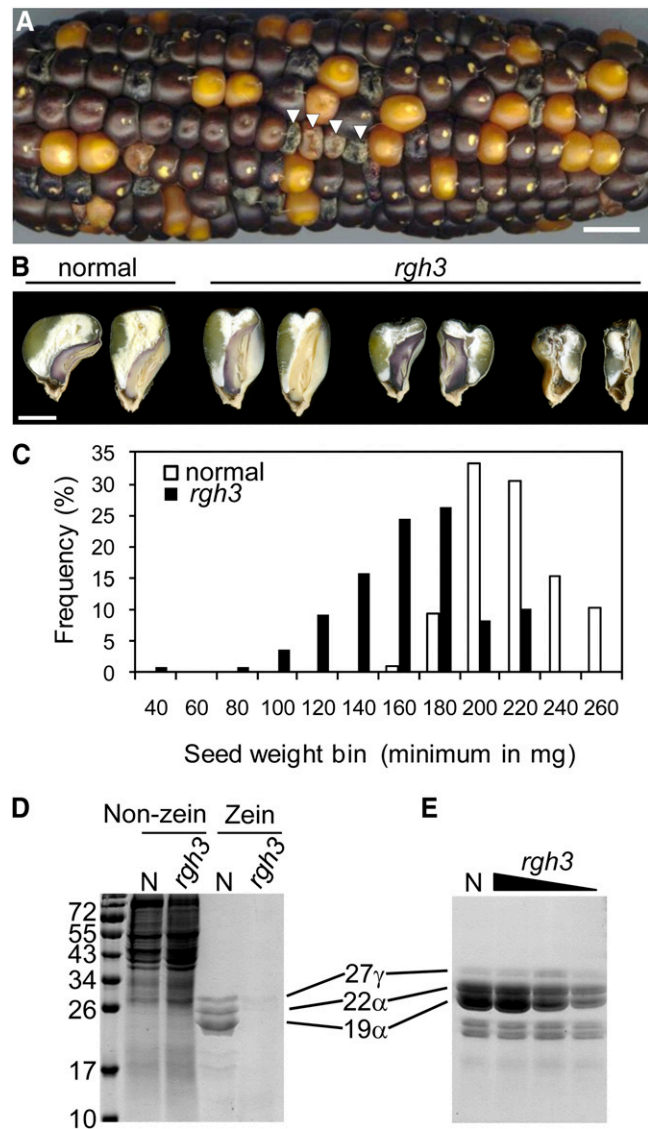 A
B
normal rgh3
C
35
30
25
20
15
10
5
0
Frequency (%)
normal
rgh3
40 60 80 100 120 140 160 180 200 220 240 260
Seed weight bin (minimum in mg)
D
Non-zein Zein
N rgh3 N rgh3
72
55
43
34
26
17
10
27γ
22α
19α
E
rgh3
N